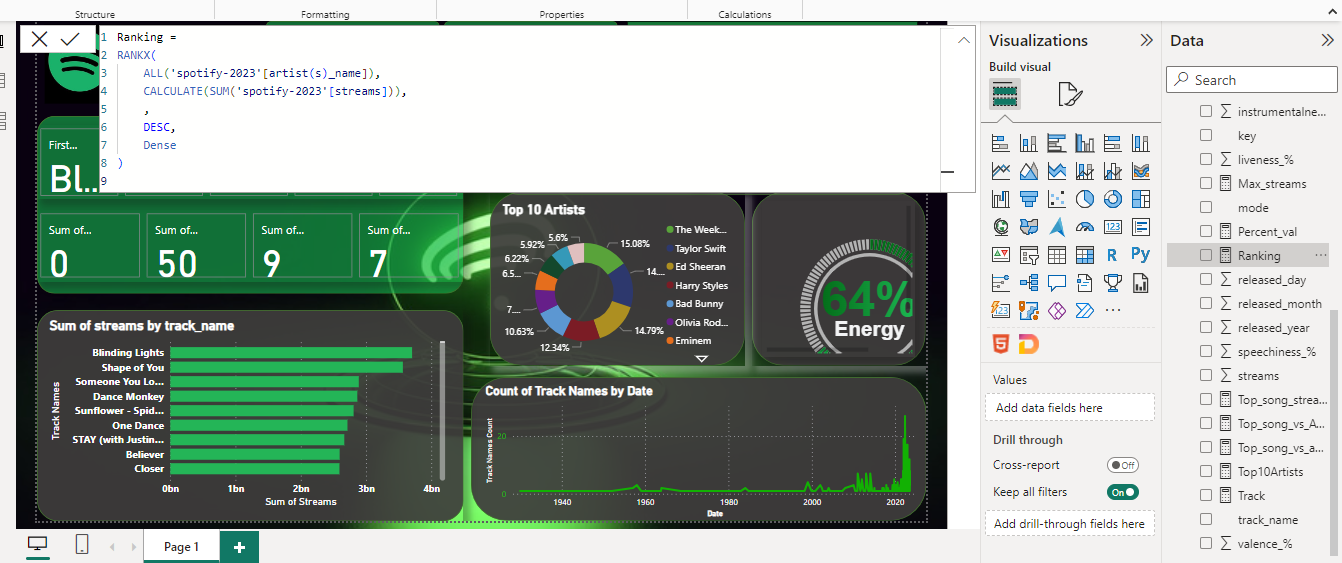 Structure
Formatting
Properties
Calculations
1 Ranking =
2 RANKX(
3 ALL('spotify-2023'[artist(s)_name]),
4 CALCULATE(SUM('spotify-2023'[streams])),
5 ,
6 DESC,
7 Dense
8 )
9
First...
Bl...
Sum of...
0
Sum of...
50
Sum of...
9
Sum of...
7
Top 10 Artists
5.6%
5.92%
6.22%
6.5...
7....
10.63%
12.34%
14.79%
14....
15.08%
The Week...
Taylor Swift
Ed Sheeran
Harry Styles
Bad Bunny
Olivia Rod...
Eminem
64%
Energy
Sum of streams by track_name
Track Names
Blinding Lights
Shape of You
Someone You Lo...
Dance Monkey
Sunflower - Spid...
One Dance
STAY (with Justin...
Believer
Closer
0bn 1bn 2bn 3bn 4bn
Sum of Streams
Count of Track Names by Date
Track Names Count
20
0
1940 1960 1980 2000 2020
Date
Page 1
+
Visualizations
Build visual
R
Py
123
123
...
5
Values
Add data fields here
Drill through
Cross-report
Off
Keep all filters
On
Add drill-through fields here
Data
Search
instrumentalne...
key
liveness_%
Max_streams
mode
Percent_val
Ranking ...
released_day
released_month
released_year
speechiness_%
streams
Top_song_strea...
Top_song_vs_A...
Top_song_vs_a...
Top10Artists
Track
track_name
valence_%